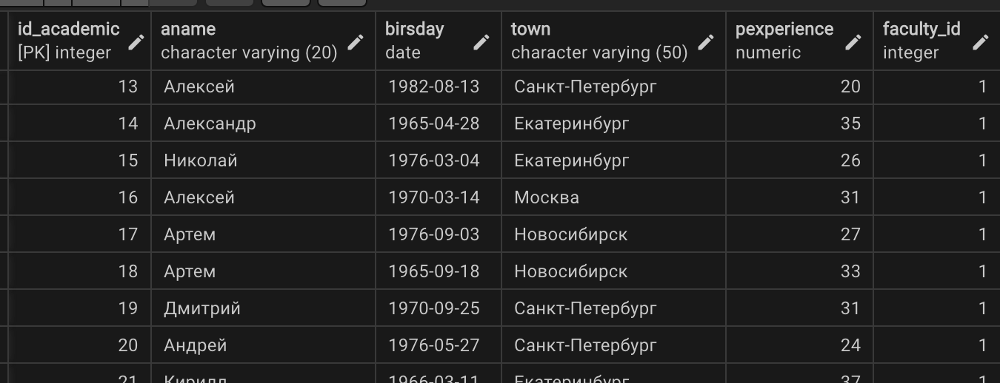 id_academic aname birsday town pexperience faculty_id
[PK] integer character varying (20) date character varying (50) numeric integer
13 Алексей 1982-08-13 Санкт-Петербург 20 1
14 Александр 1965-04-28 Екатеринбург 35 1
15 Николай 1976-03-04 Екатеринбург 26 1
16 Алексей 1970-03-14 Москва 31 1
17 Артем 1976-09-03 Новосибирск 27 1
18 Артем 1965-09-18 Новосибирск 33 1
19 Дмитрий 1970-09-25 Санкт-Петербург 31 1
20 Андрей 1976-05-27 Санкт-Петербург 24 1
21 Кирилл 1966-03-11 Екатеринбург 37 1